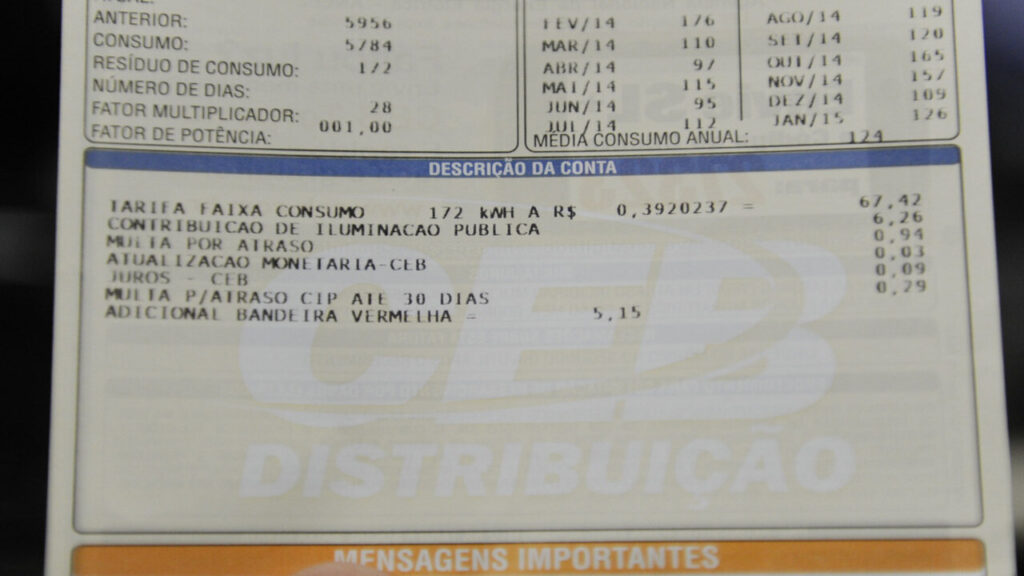 ANTERIOR: 5956
CONSUMO: 5784
RESÍDUO DE CONSUMO: 172
NÚMERO DE DIAS:
FATOR MULTIPLICADOR: 28
FATOR DE POTÊNCIA: 001,00
FEV/14 176
MAR/14 110
ABR/14 97
MAI/14 115
JUN/14 95
JUL/14 112
AGO/14 119
SET/14 120
OUT/14 165
NOV/14 157
DEZ/14 109
JAN/15 126
MÉDIA CONSUMO ANUAL: 124
DESCRIÇÃO DA CONTA
TARIFA FAIXA CONSUMO 172 kWH A R$ 0,3920237 = 67,42
CONTRIBUICAO DE ILUMINACAO PUBLICA 6,26
MULTA POR ATRASO 0,94
ATUALIZACAO MONETARIA-CEB 0,03
JUROS - CEB 0,09
MULTA P/ATRASO CIP ATE 30 DIAS 0,29
ADICIONAL BANDEIRA VERMELHA = 5,15
CEB
DISTRIBUIÇÃO
MENSAGENS IMPORTANTES